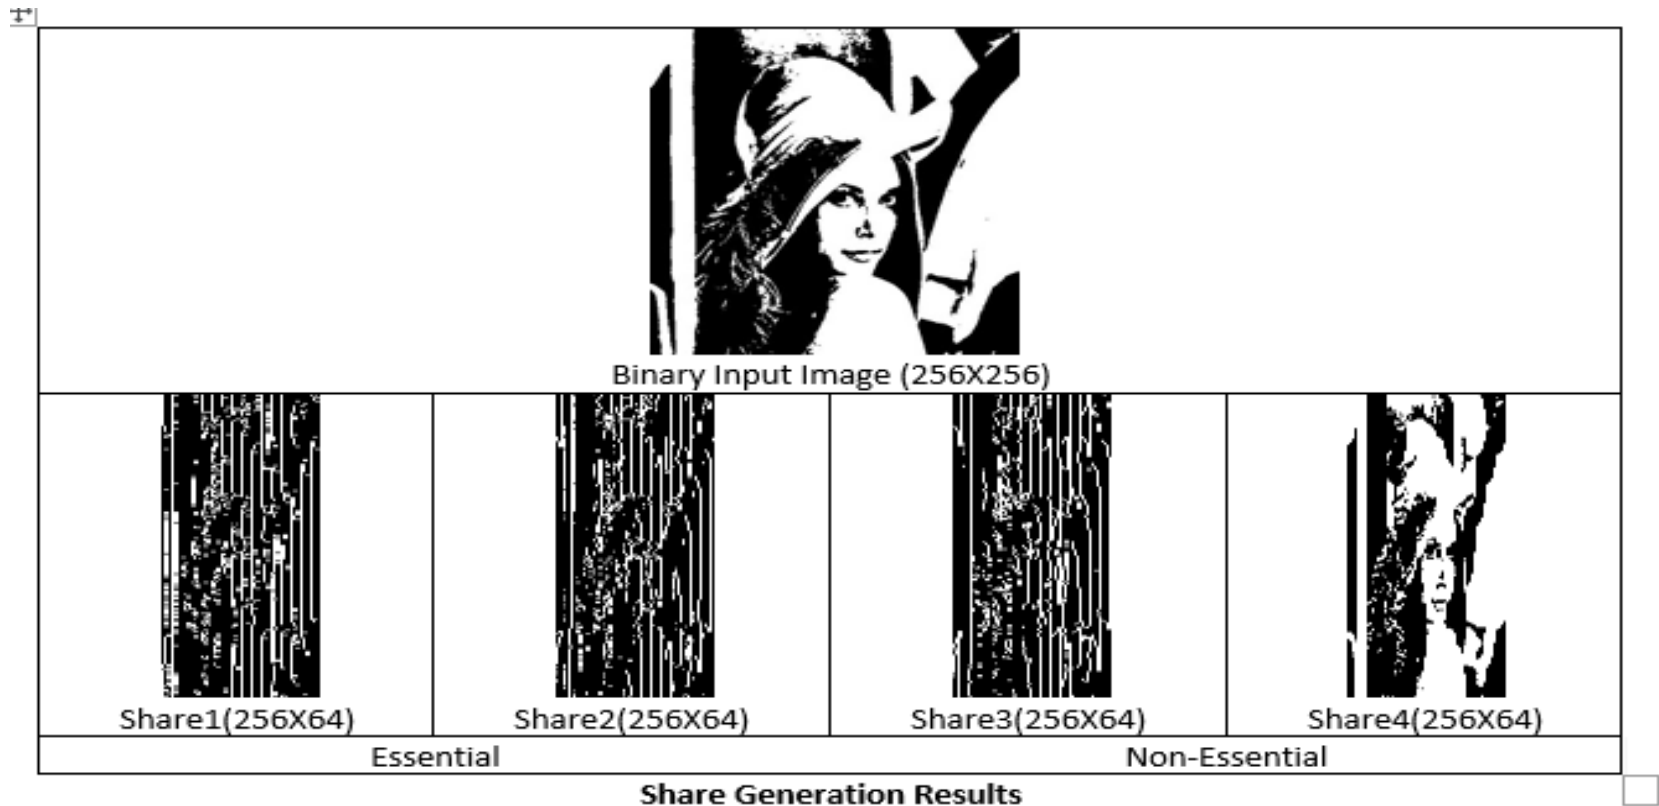 Binary Input Image (256X256)
Share1(256X64) Share2(256X64) Share3(256X64) Share4(256X64)
Essential Non-Essential
Share Generation Results